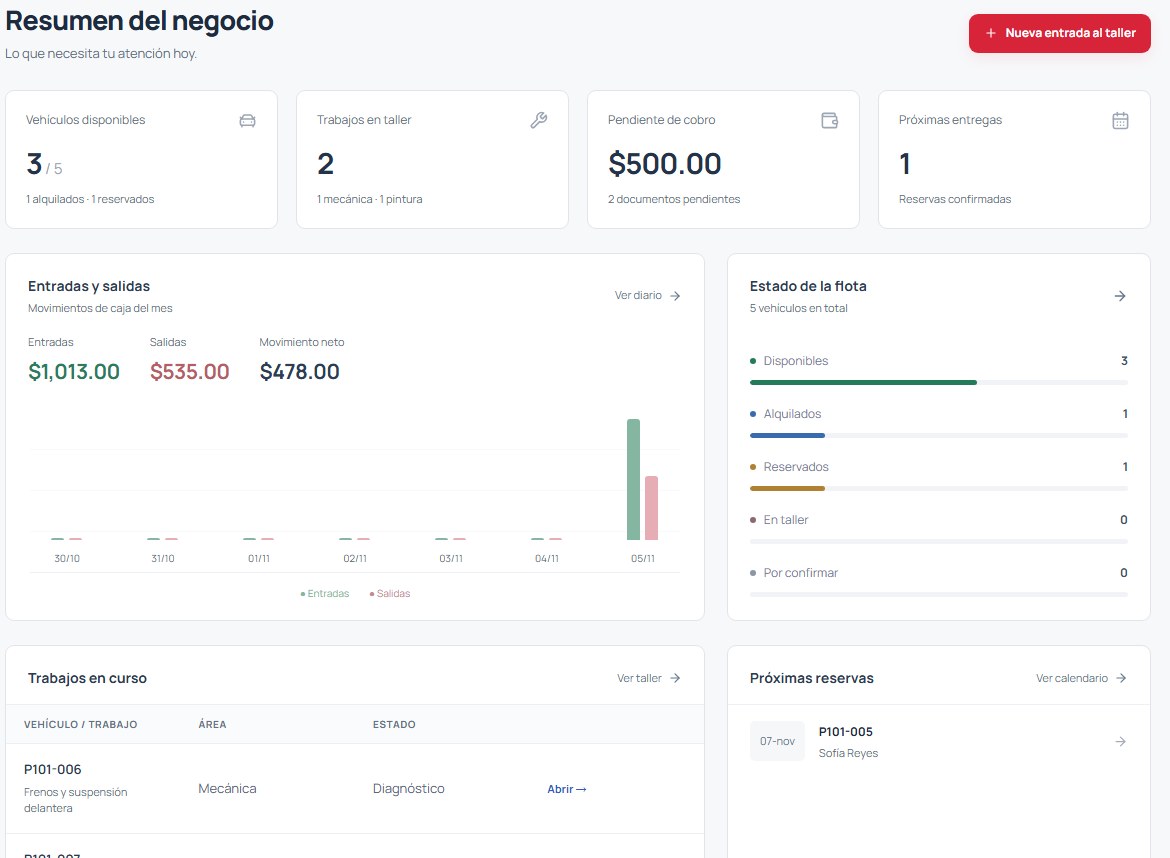 Resumen del negocio
Lo que necesita tu atención hoy.
+ Nueva entrada al taller
Vehículos disponibles
3 / 5
1 alquilados · 1 reservados
Trabajos en taller
2
1 mecánica · 1 pintura
Pendiente de cobro
$500.00
2 documentos pendientes
Próximas entregas
1
Reservas confirmadas
Entradas y salidas
Movimientos de caja del mes
Ver diario →
Entradas
$1,013.00
Salidas
$535.00
Movimiento neto
$478.00
30/10 31/10 01/11 02/11 03/11 04/11 05/11
Entradas Salidas
Estado de la flota
5 vehículos en total
→
Disponibles 3
Alquilados 1
Reservados 1
En taller 0
Por confirmar 0
Trabajos en curso
Ver taller →
VEHÍCULO / TRABAJO ÁREA ESTADO
P101-006
Frenos y suspensión
delantera
Mecánica
Diagnóstico
Abrir →
P101-007
Próximas reservas
Ver calendario →
07-nov
P101-005
Sofía Reyes
→